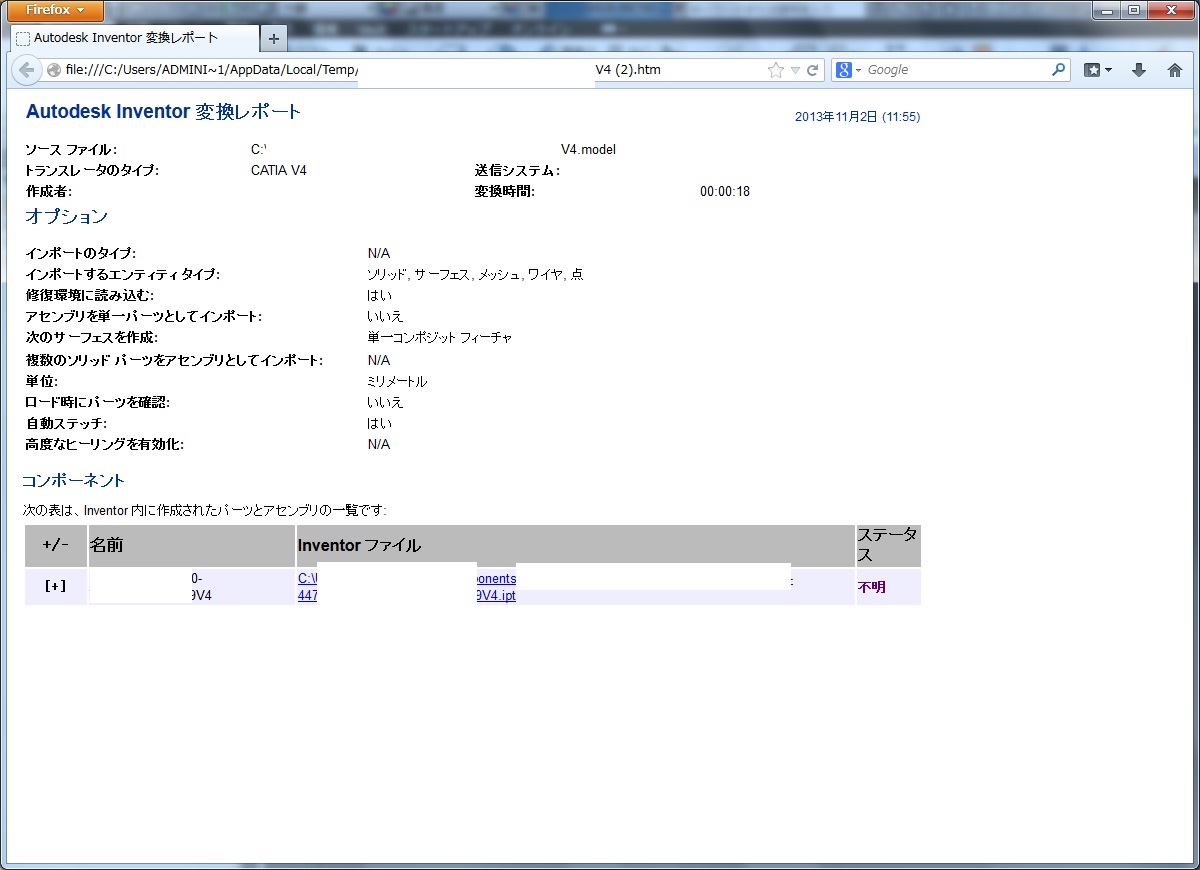 Firefox
Autodesk Inventor 変換レポート
file:///C:/Users/ADMINI~1/AppData/Local/Temp/ V4 (2).htm
Google
Autodesk Inventor 変換レポート
2013年11月2日 (11:55)
ソース ファイル: C:\ V4.model
トランスレータのタイプ: CATIA V4 送信システム:
作成者: 変換時間: 00:00:18
オプション
インポートのタイプ: N/A
インポートするエンティティ タイプ: ソリッド, サーフェス, メッシュ, ワイヤ, 点
修復環境に読み込む: はい
アセンブリを単一パーツとしてインポート: いいえ
次のサーフェスを作成: 単一コンポジット フィーチャ
複数のソリッド パーツをアセンブリとしてインポート: N/A
単位: ミリメートル
ロード時にパーツを確認: いいえ
自動ステッチ: はい
高度なヒーリングを有効化: N/A
コンポーネント
次の表は、Inventor 内に作成されたパーツとアセンブリの一覧です:
+/- 名前 Inventor ファイル ステータス
[+] 0- 9V4 C:\ onents 447 9V4.ipt 不明